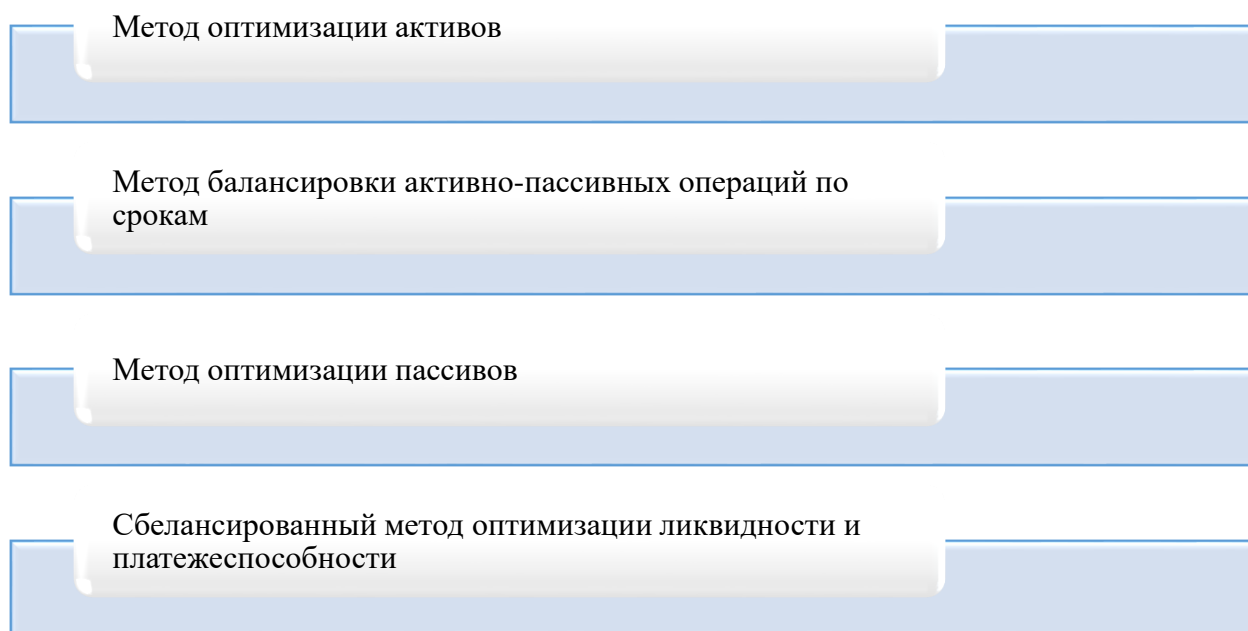 Метод оптимизации активов
Метод балансировки активно-пассивных операций по
срокам
Метод оптимизации пассивов
Сбелансированный метод оптимизации ликвидности и
платежеспособности